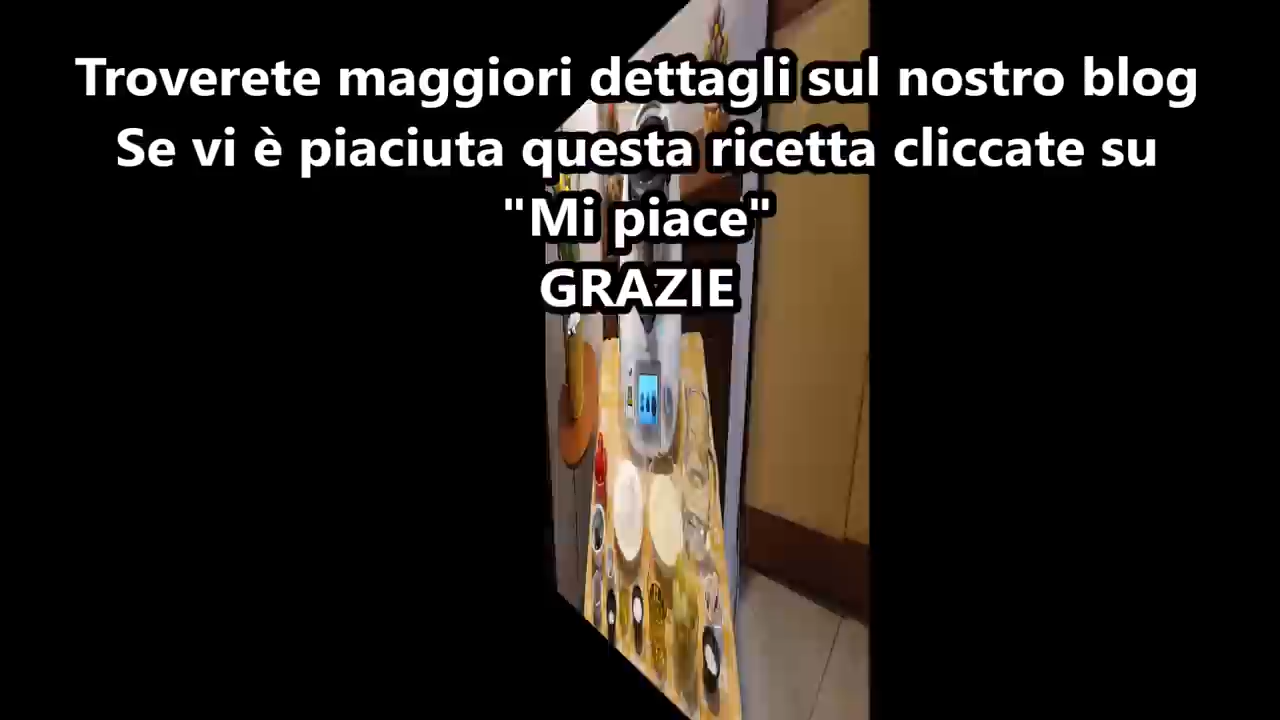 Troverete maggiori dettagli sul nostro blog
Se vi è piaciuta questa ricetta cliccate su
"Mi piace"
GRAZIE